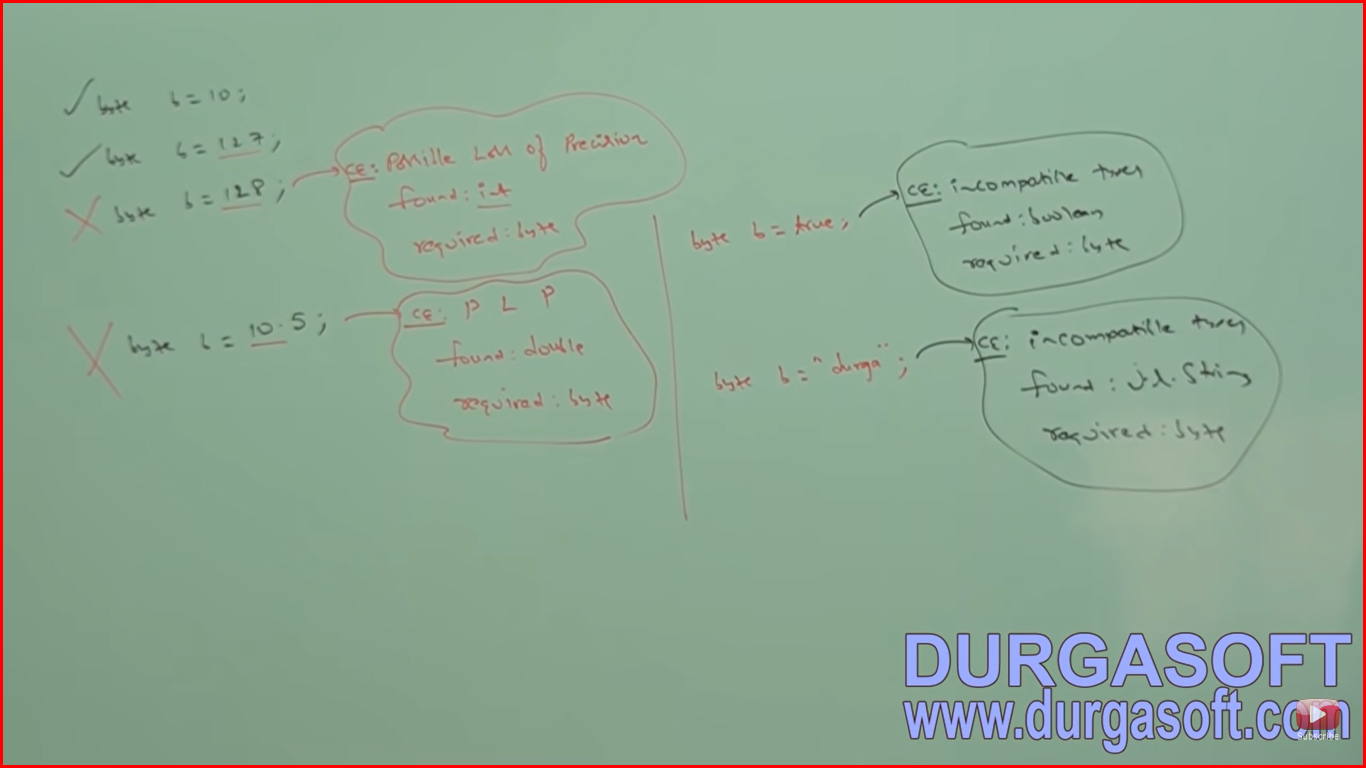 byte b = 10;
byte b = 127;
byte b = 128;
CE: Possible Loss of Precision
found: int
required: byte
byte b = 10.5;
CE: P L P
found: double
required: byte
byte b = true;
CE: incompatible types
found: boolean
required: byte
byte b = "durga";
CE: incompatible types
found: j.l.String
required: byte
DURGASOFT
www.durgasoft.com
Subscribe